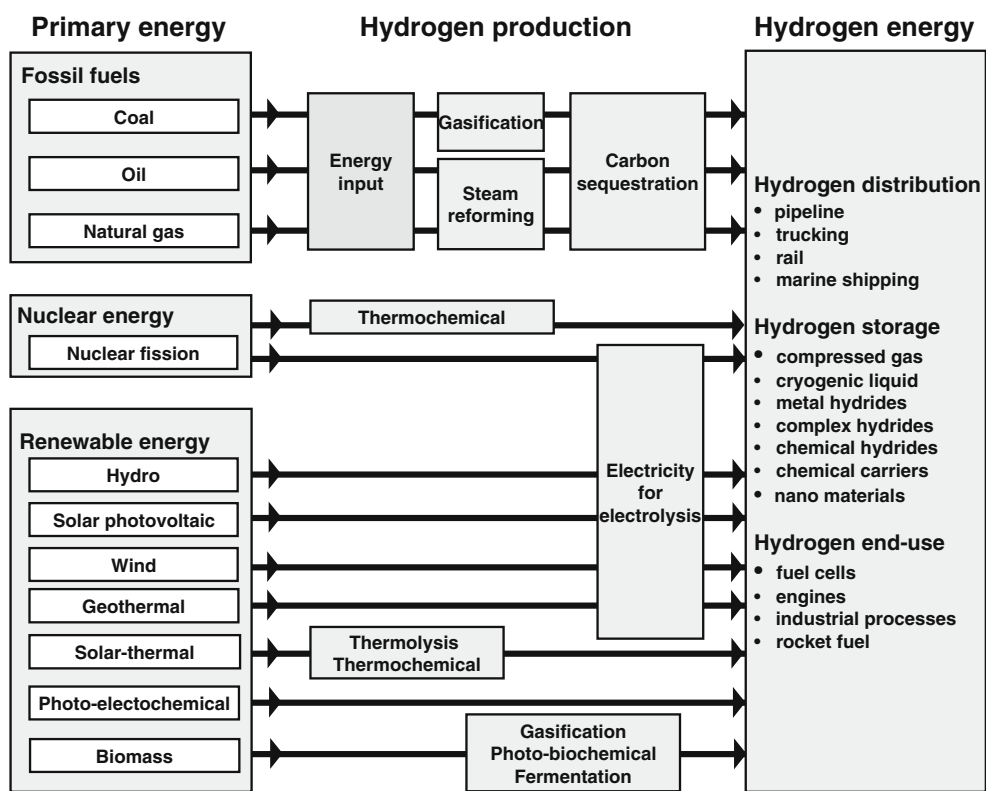 Primary energy
Hydrogen production
Hydrogen energy
Fossil fuels
Coal
Oil
Natural gas
Energy
input
Gasification
Steam
reforming
Carbon
sequestration
Nuclear energy
Nuclear fission
Thermochemical
Renewable energy
Hydro
Solar photovoltaic
Wind
Geothermal
Solar-thermal
Photo-electochemical
Biomass
Electricity
for
electrolysis
Thermolysis
Thermochemical
Gasification
Photo-biochemical
Fermentation
Hydrogen distribution
• pipeline
• trucking
• rail
• marine shipping
Hydrogen storage
• compressed gas
• cryogenic liquid
• metal hydrides
• complex hydrides
• chemical hydrides
• chemical carriers
• nano materials
Hydrogen end-use
• fuel cells
• engines
• industrial processes
• rocket fuel